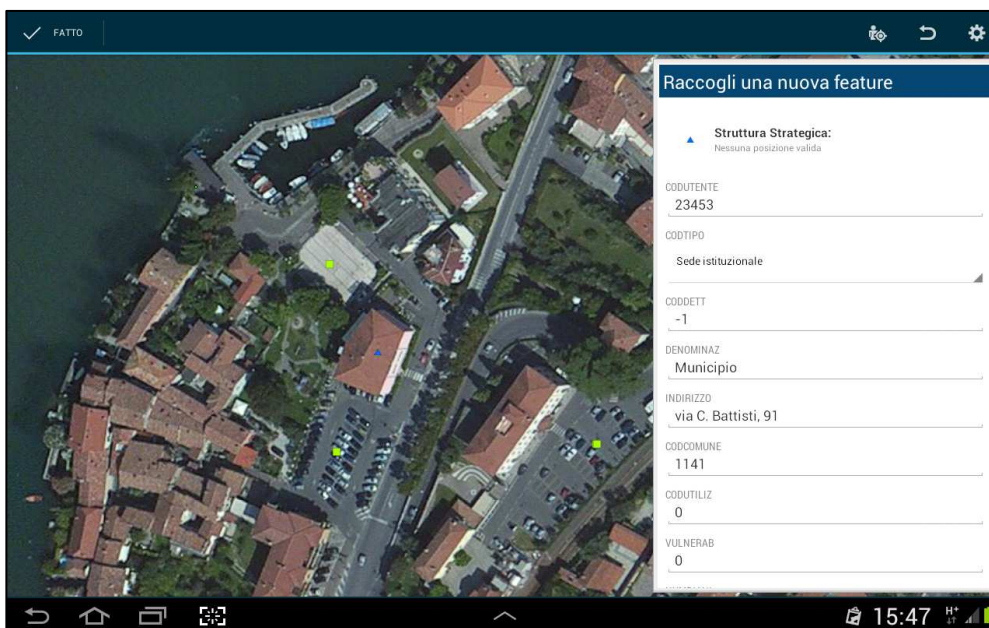 FATTO
Raccogli una nuova feature
Struttura Strategica:
Nessuna posizione valida
CODUTENTE
23453
CODTIPO
Sede istituzionale
CODDETT
-1
DENOMINAZ
Municipio
INDIRIZZO
via C. Battisti, 91
CODCOMUNE
1141
CODUTILIZ
0
VULNERAB
0
15:47
H+